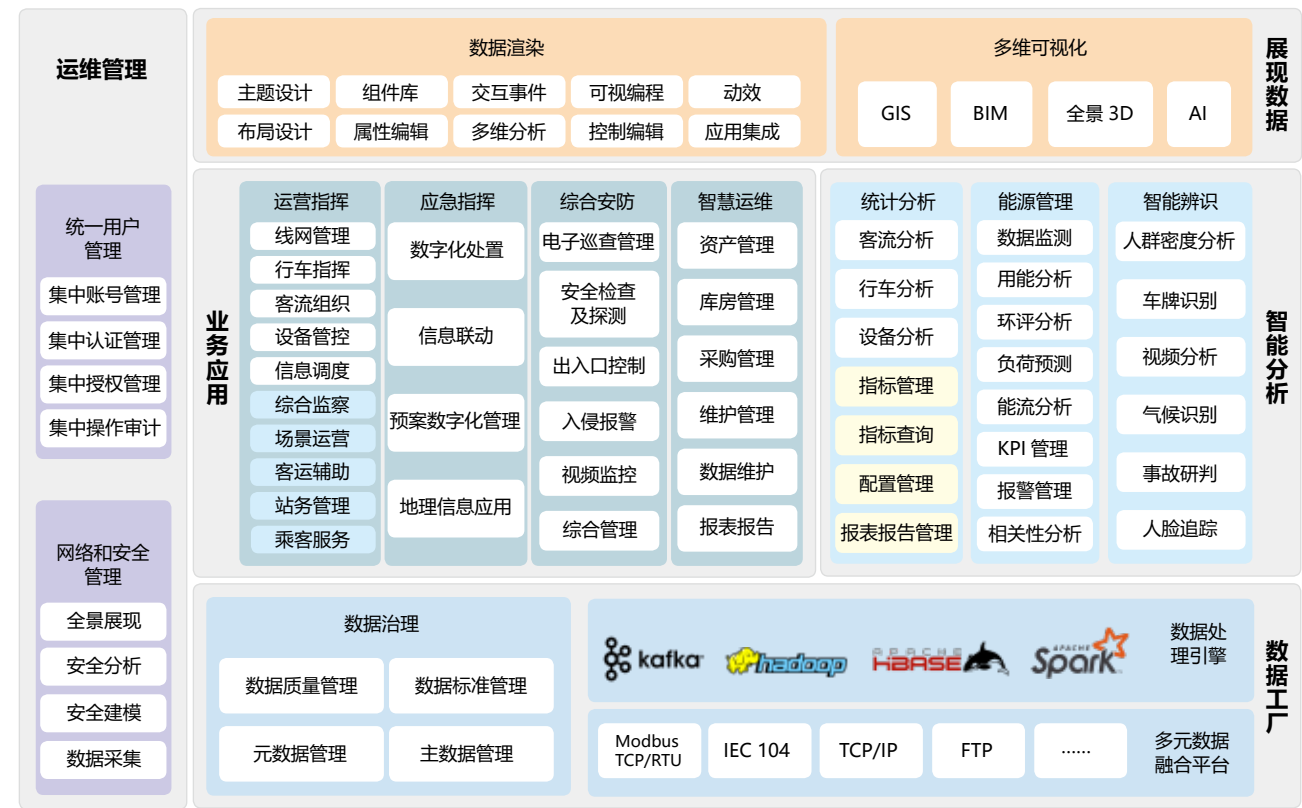 运维管理
统一用户
管理
集中账号管理
集中认证管理
集中授权管理
集中操作审计
网络和安全
管理
全景展现
安全分析
安全建模
数据采集
数据渲染
主题设计
组件库
交互事件
可视编程
动效
布局设计
属性编辑
多维分析
控制编辑
应用集成
多维可视化
GIS
BIM
全景 3D
AI
展现数据
业务应用
运营指挥
线网管理
行车指挥
客流组织
设备管控
信息调度
综合监察
场景运营
客运辅助
站务管理
乘客服务
应急指挥
数字化处置
信息联动
预案数字化管理
地理信息应用
综合安防
电子巡查管理
安全检查
及探测
出入口控制
入侵报警
视频监控
综合管理
智慧运维
资产管理
库房管理
采购管理
维护管理
数据维护
报表报告
统计分析
客流分析
行车分析
设备分析
指标管理
指标查询
配置管理
报表报告管理
能源管理
数据监测
用能分析
环评分析
负荷预测
能流分析
KPI 管理
报警管理
相关性分析
智能辨识
人群密度分析
车牌识别
视频分析
气候识别
事故研判
人脸追踪
智能分析
数据治理
数据质量管理
数据标准管理
元数据管理
主数据管理
kafka
hadoop
APACHE
HBASE
APACHE
Spark
数据处
理引擎
Modbus
TCP/RTU
IEC 104
TCP/IP
FTP
······
多元数据
融合平台
数据工厂